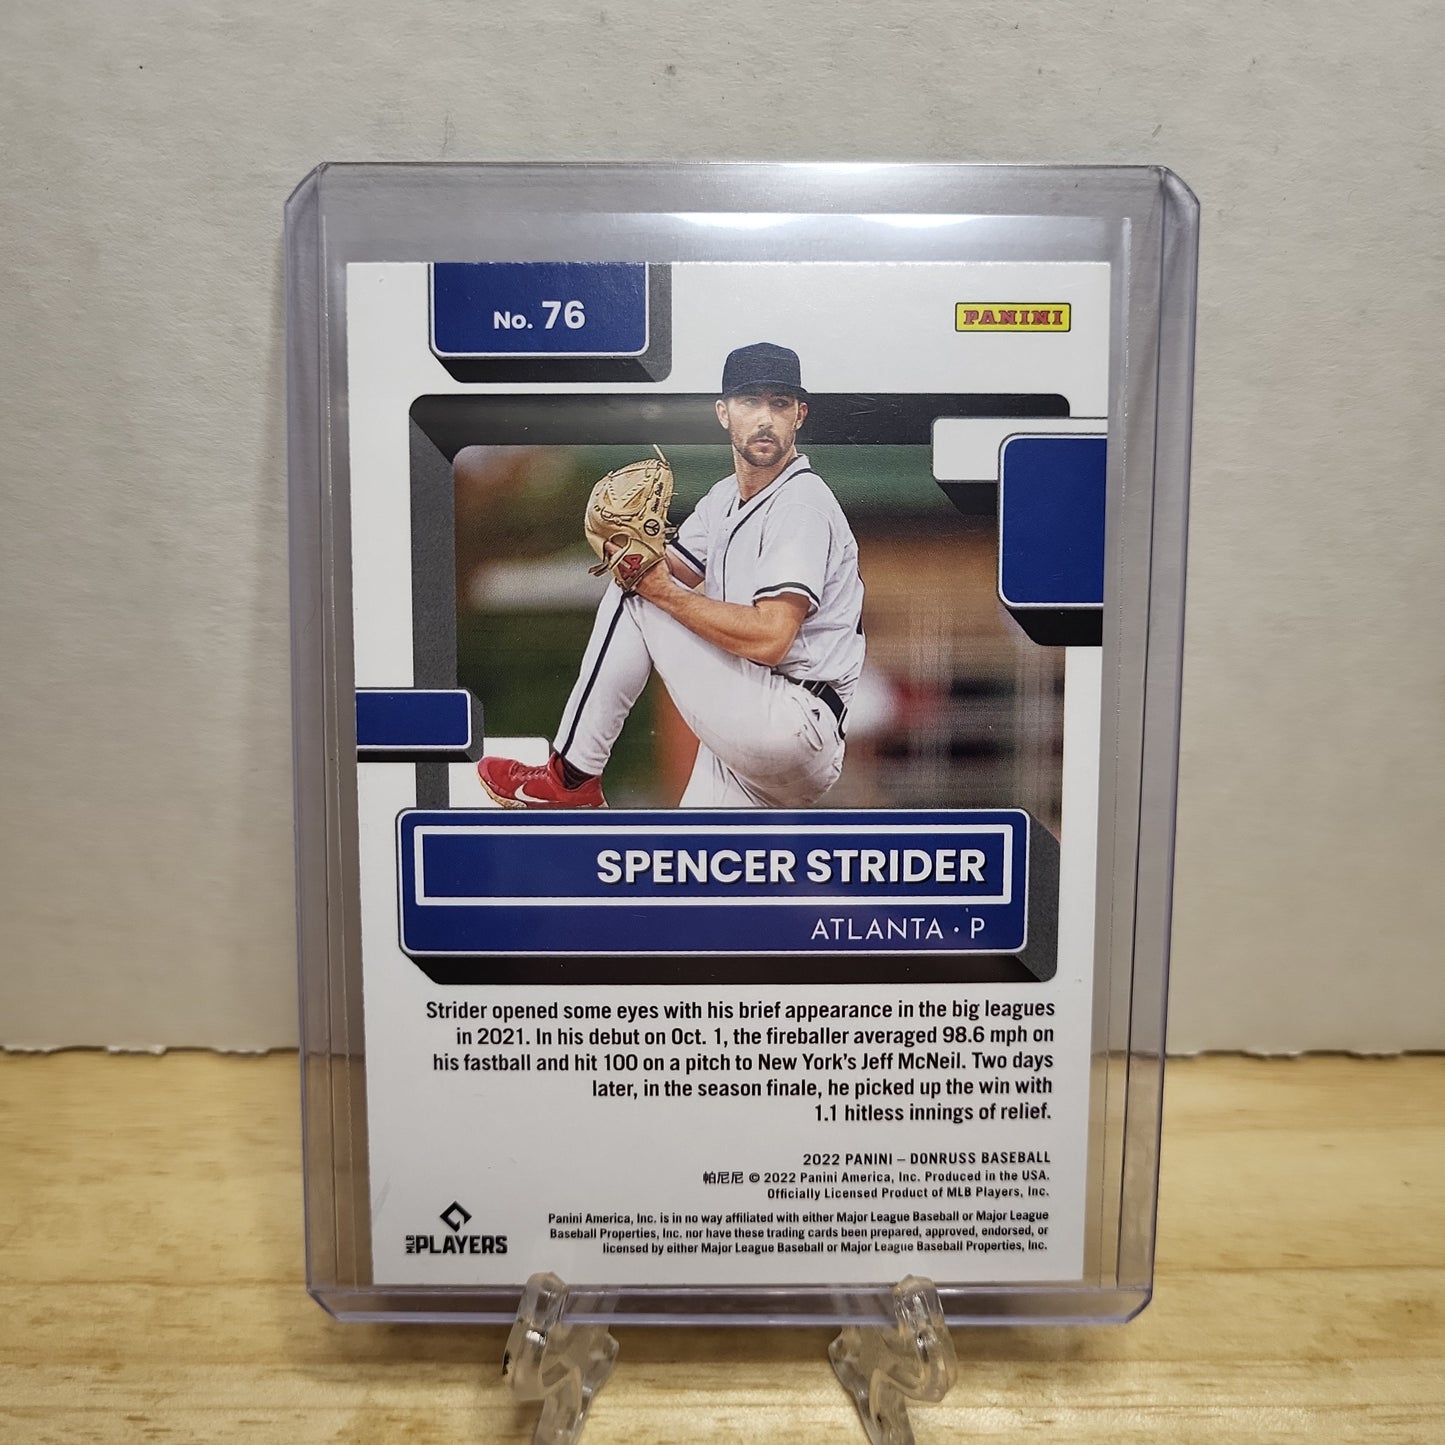 No. 76
PANINI
SPENCER STRIDER
ATLANTA • P
Strider opened some eyes with his brief appearance in the big leagues
in 2021. In his debut on Oct. 1, the fireballer averaged 98.6 mph on
his fastball and hit 100 on a pitch to New York's Jeff McNeil. Two days
later, in the season finale, he picked up the win with
1.1 hitless innings of relief.
2022 PANINI – DONRUSS BASEBALL
帕尼尼 © 2022 Panini America, Inc. Produced in the USA.
Officially Licensed Product of MLB Players, Inc.
MLB PLAYERS
Panini America, Inc. is in no way affiliated with either Major League Baseball or Major League
Baseball Properties, Inc. nor have these trading cards been prepared, approved, endorsed, or
licensed by either Major League Baseball or Major League Baseball Properties, Inc.